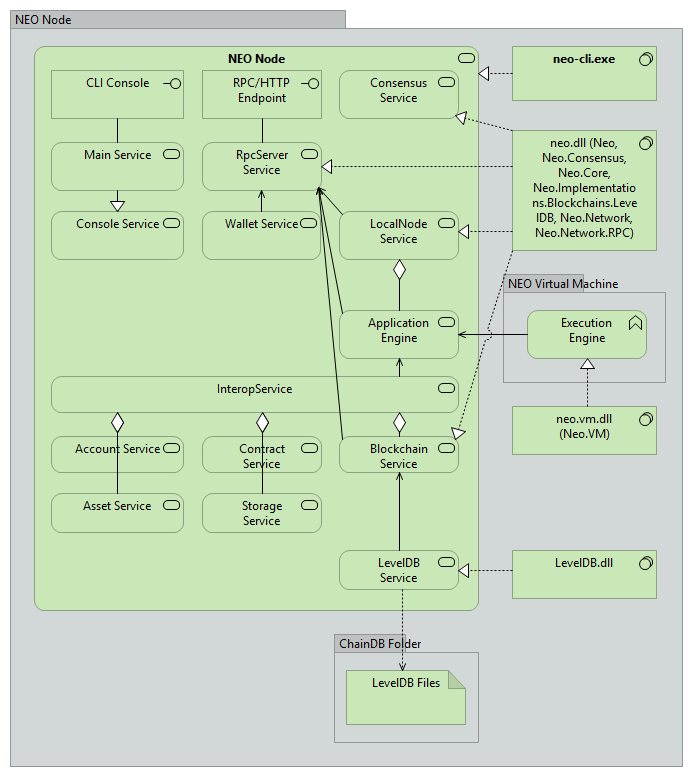 NEO Node
NEO Node
neo-cli.exe
CLI Console
RPC/HTTP
Endpoint
Consensus
Service
neo.dll (Neo,
Neo.Consensus,
Neo.Core,
Neo.Implementatio
ns.Blockchains.Leve
lDB, Neo.Network,
Neo.Network.RPC)
Main Service
RpcServer
Service
Console Service
Wallet Service
LocalNode
Service
NEO Virtual Machine
Application
Engine
Execution
Engine
InteropService
neo.vm.dll
(Neo.VM)
Account Service
Contract
Service
Blockchain
Service
Asset Service
Storage
Service
LevelDB
Service
LevelDB.dll
ChainDB Folder
LevelDB Files